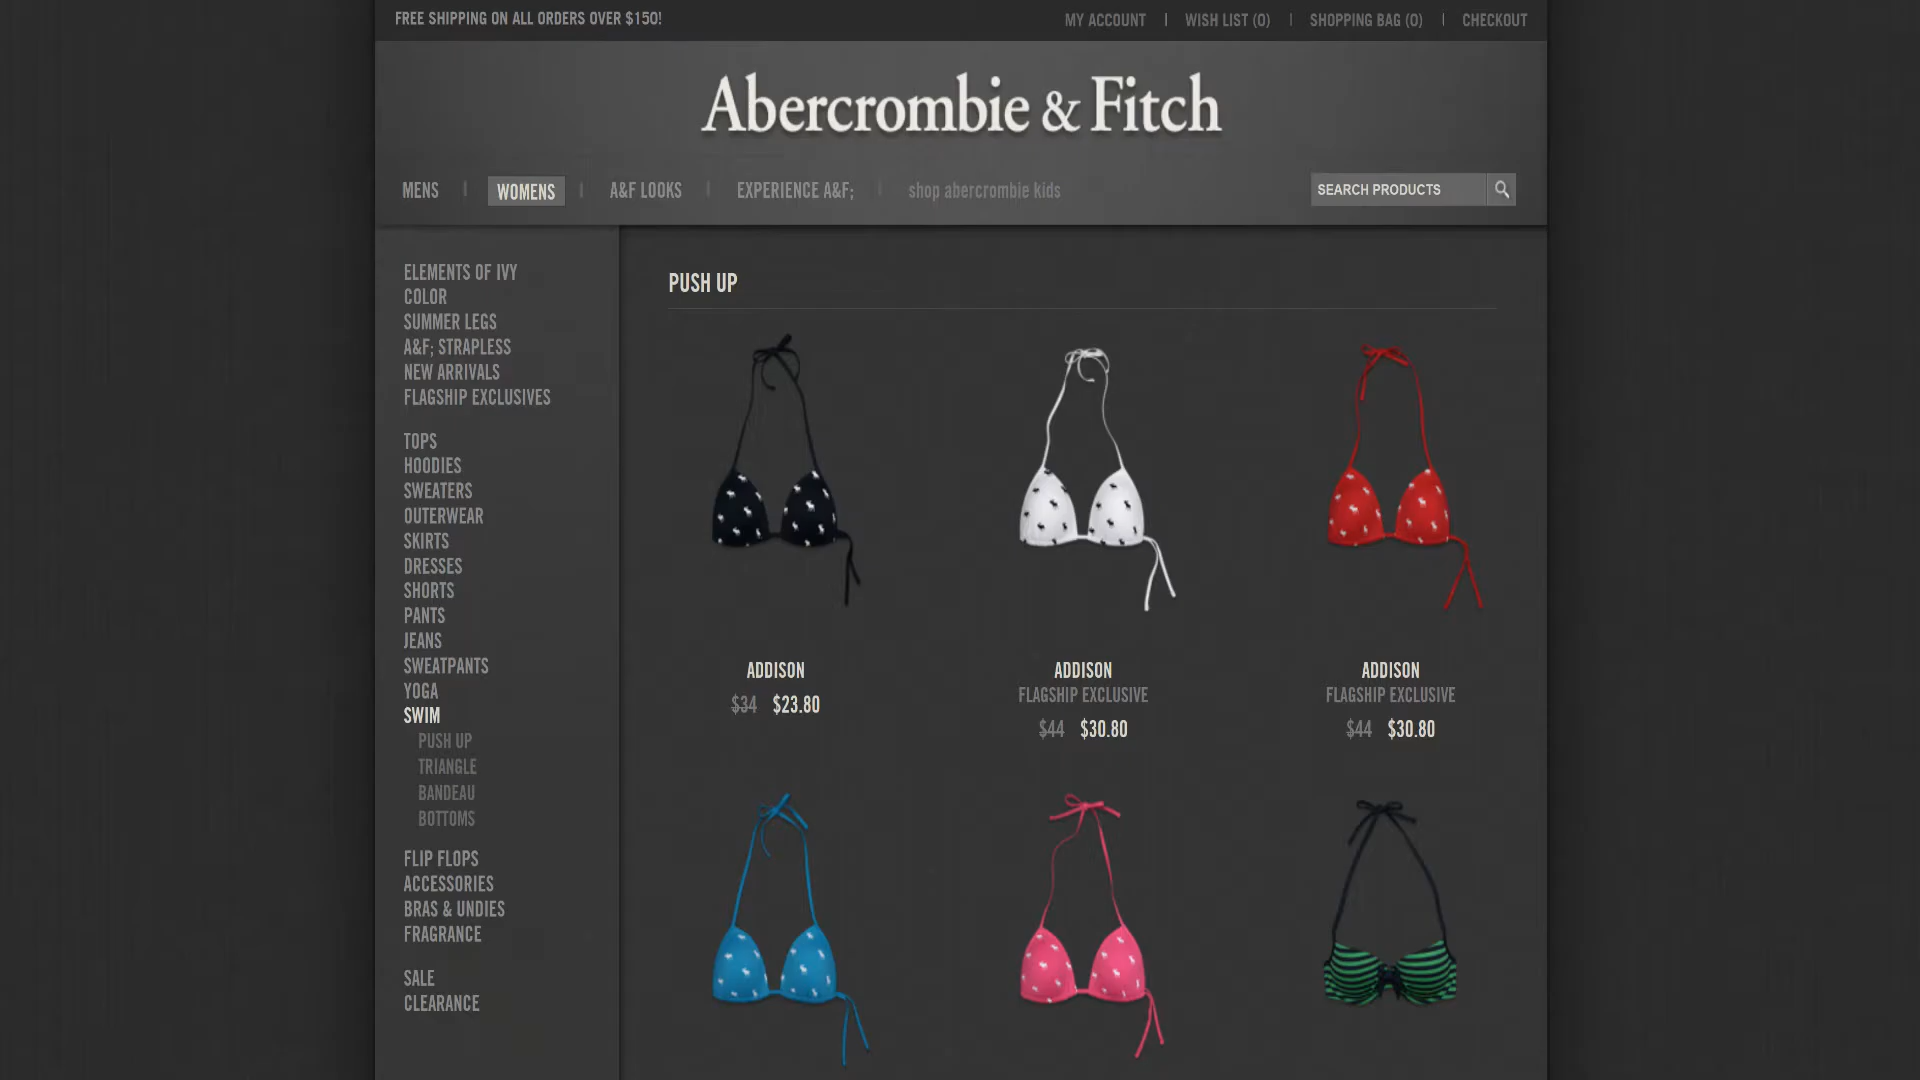 FREE SHIPPING ON ALL ORDERS OVER $150!
MY ACCOUNT | WISH LIST (0) | SHOPPING BAG (0) | CHECKOUT
Abercrombie & Fitch
MENS | WOMENS | A&F LOOKS | EXPERIENCE A&F; | shop abercrombie kids
SEARCH PRODUCTS
ELEMENTS OF IVY
COLOR
SUMMER LEGS
A&F; STRAPLESS
NEW ARRIVALS
FLAGSHIP EXCLUSIVES
TOPS
HOODIES
SWEATERS
OUTERWEAR
SKIRTS
DRESSES
SHORTS
PANTS
JEANS
SWEATPANTS
YOGA
SWIM
PUSH UP
TRIANGLE
BANDEAU
BOTTOMS
FLIP FLOPS
ACCESSORIES
BRAS & UNDIES
FRAGRANCE
SALE
CLEARANCE
PUSH UP
ADDISON
$34 $23.80
ADDISON
FLAGSHIP EXCLUSIVE
$44 $30.80
ADDISON
FLAGSHIP EXCLUSIVE
$44 $30.80